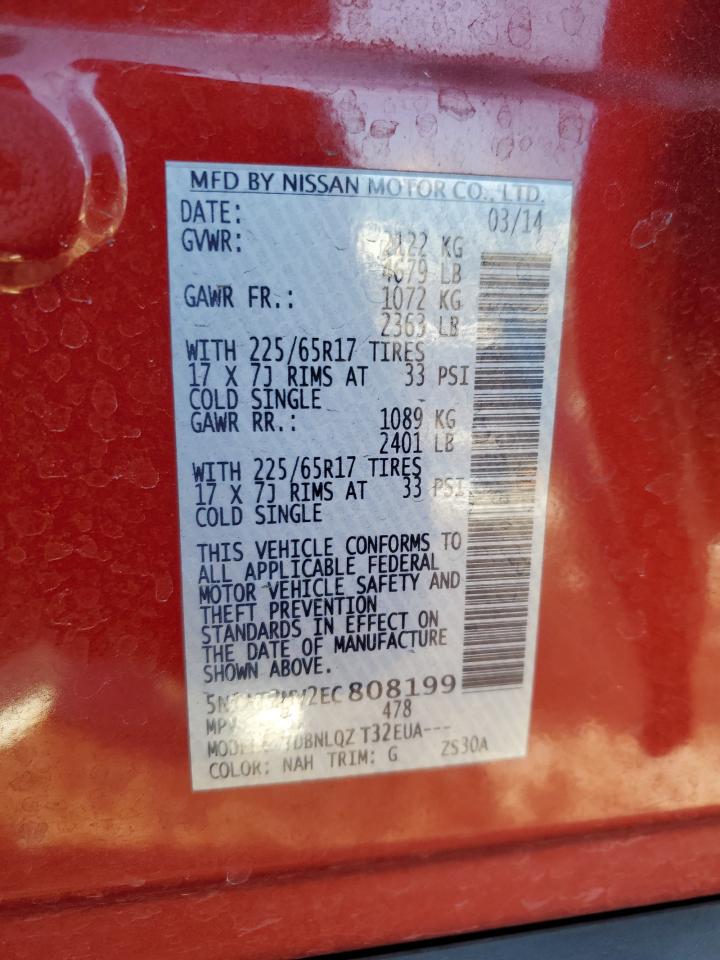 MFD BY NISSAN MOTOR CO., LTD.
DATE: 03/14
GVWR: 2122 KG
4679 LB
GAWR FR.: 1072 KG
2363 LB
WITH 225/65R17 TIRES
17 X 7J RIMS AT 33 PSI
COLD SINGLE
GAWR RR.: 1089 KG
2401 LB
WITH 225/65R17 TIRES
17 X 7J RIMS AT 33 PSI
COLD SINGLE
THIS VEHICLE CONFORMS TO
ALL APPLICABLE FEDERAL
MOTOR VEHICLE SAFETY AND
THEFT PREVENTION
STANDARDS IN EFFECT ON
THE DATE OF MANUFACTURE
SHOWN ABOVE.
MPV 478
T32EUA---
COLOR: NAH TRIM: G ZS30A